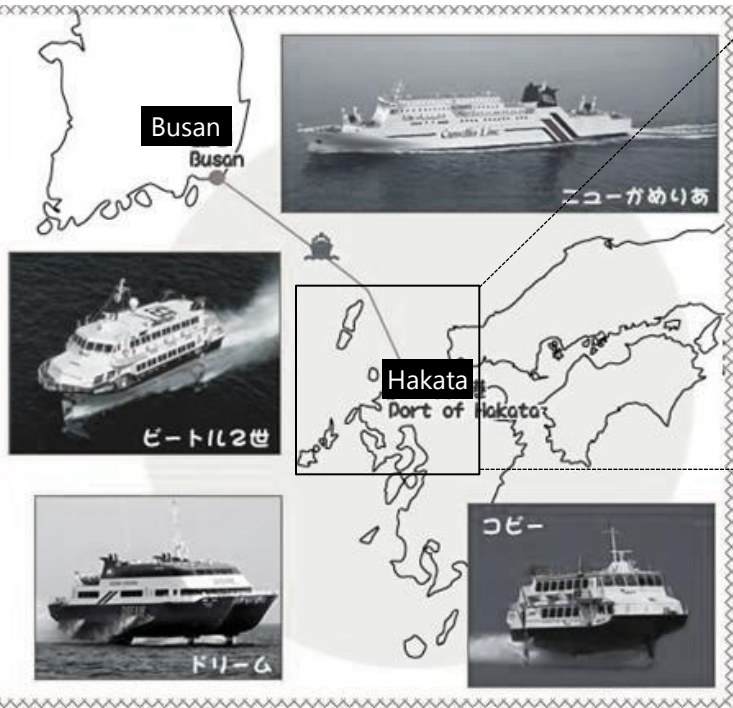 Busan
Busan
Camellia Line
ニューかめりあ
ビートル2世
Hakata
港
Port of Hakata
ドリーム
コビー